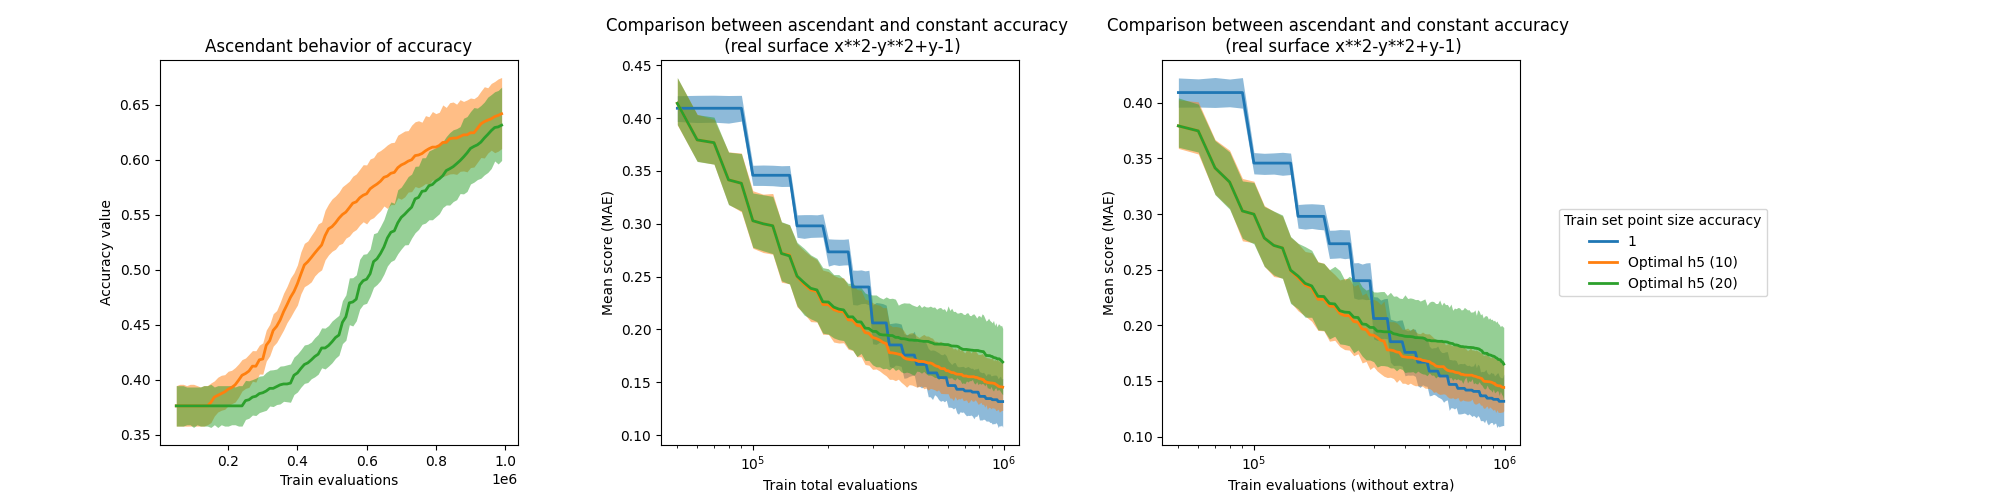 Ascendant behavior of accuracy
Accuracy value
0.65
0.60
0.55
0.50
0.45
0.40
0.35
0.2
0.4
0.6
0.8
1.0
1e6
Train evaluations
Comparison between ascendant and constant accuracy
(real surface x**2-y**2+y-1)
Mean score (MAE)
0.45
0.40
0.35
0.30
0.25
0.20
0.15
0.10
10^5
10^6
Train total evaluations
Comparison between ascendant and constant accuracy
(real surface x**2-y**2+y-1)
Mean score (MAE)
0.40
0.35
0.30
0.25
0.20
0.15
0.10
10^5
10^6
Train evaluations (without extra)
Train set point size accuracy
1
Optimal h5 (10)
Optimal h5 (20)